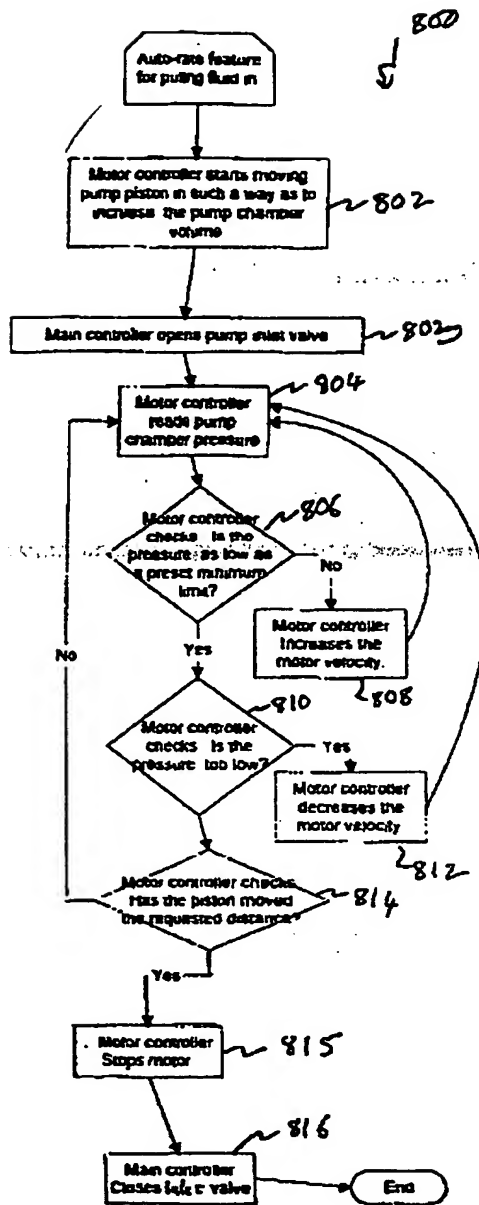 800
Auto-rate feature
for pulling fluid in
Motor controller starts moving
pump piston in such a way as to
increase the pump chamber
volume
802
Main controller opens pump inlet valve
803
Motor controller
reads pump
chamber pressure
804
Motor controller
checks Is the
pressure as low as
a preset minimum
limit?
806
No
Motor controller
increases the
motor velocity.
808
No
Yes
Motor controller
checks Is the
pressure too low?
810
Yes
Motor controller
decreases the
motor velocity
812
Motor controller checks
Has the piston moved
the requested distance?
814
Yes
Motor controller
Stops motor
815
Main controller
Closes valve
816
End